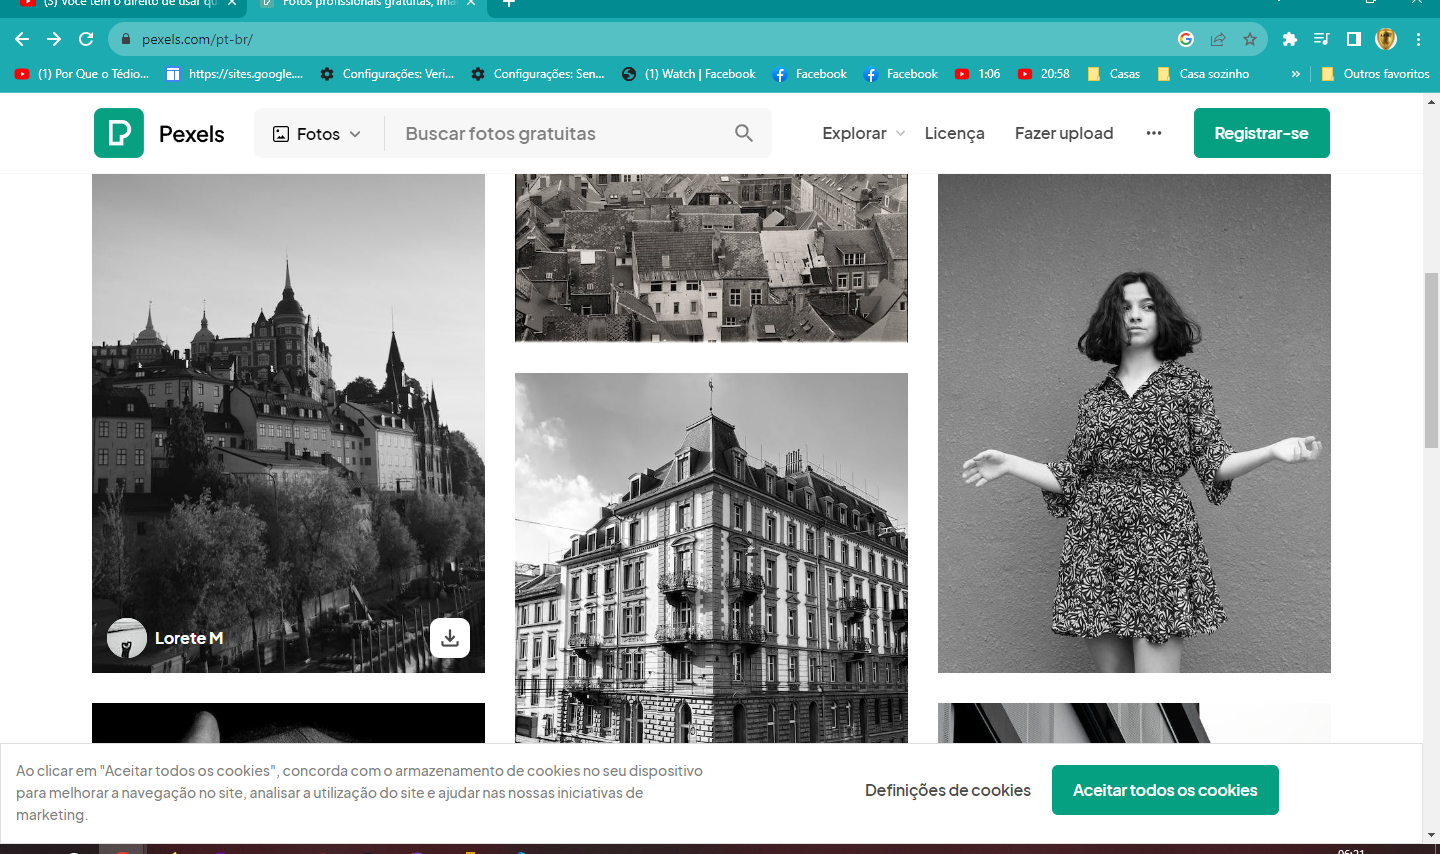 (3) Você tem o direito de usar qu
Fotos profissionais gratuitas, ima
pexels.com/pt-br/
(1) Por Que o Tédio...
https://sites.google....
Configurações: Veri...
Configurações: Sen...
(1) Watch | Facebook
Facebook
Facebook
1:06
20:58
Casas
Casa sozinho
»
Outros favoritos
Pexels
Fotos
Buscar fotos gratuitas
Explorar
Licença
Fazer upload
Registrar-se
Lorete M
Ao clicar em "Aceitar todos os cookies", concorda com o armazenamento de cookies no seu dispositivo
para melhorar a navegação no site, analisar a utilização do site e ajudar nas nossas iniciativas de
marketing.
Definições de cookies
Aceitar todos os cookies